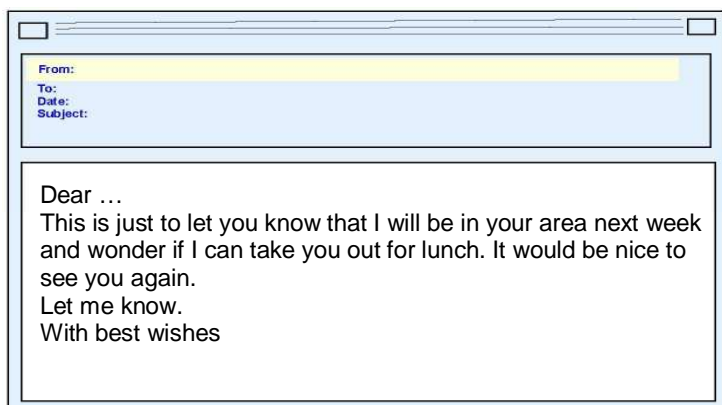 From:
To:
Date:
Subject:
Dear …
This is just to let you know that I will be in your area next week
and wonder if I can take you out for lunch. It would be nice to
see you again.
Let me know.
With best wishes